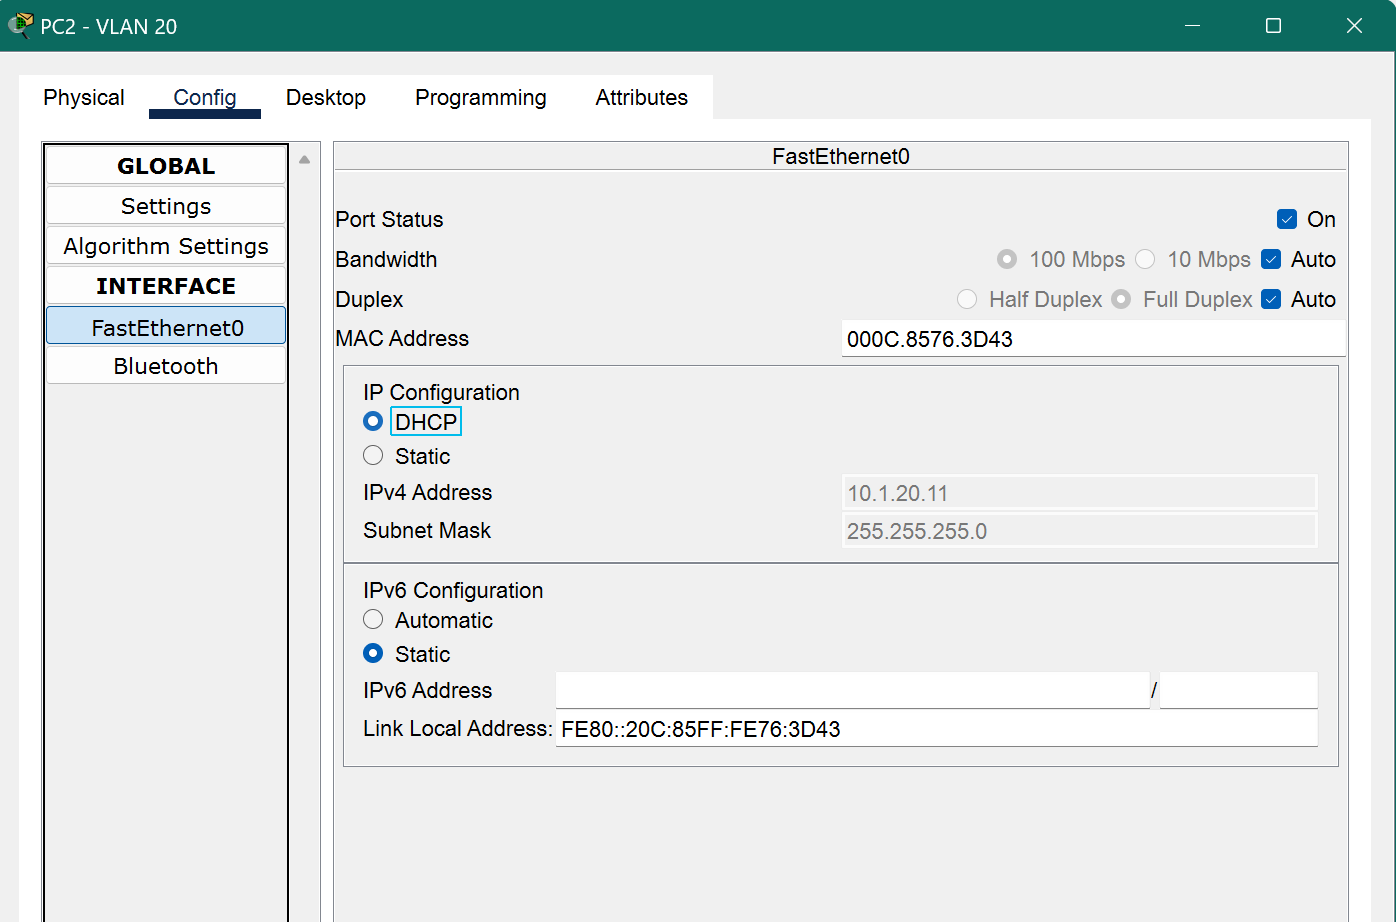 PC2 - VLAN 20
Physical Config Desktop Programming Attributes
GLOBAL
Settings
Algorithm Settings
INTERFACE
FastEthernet0
Bluetooth
FastEthernet0
Port Status On
Bandwidth 100 Mbps 10 Mbps Auto
Duplex Half Duplex Full Duplex Auto
MAC Address 000C.8576.3D43
IP Configuration
DHCP
Static
IPv4 Address 10.1.20.11
Subnet Mask 255.255.255.0
IPv6 Configuration
Automatic
Static
IPv6 Address /
Link Local Address: FE80::20C:85FF:FE76:3D43